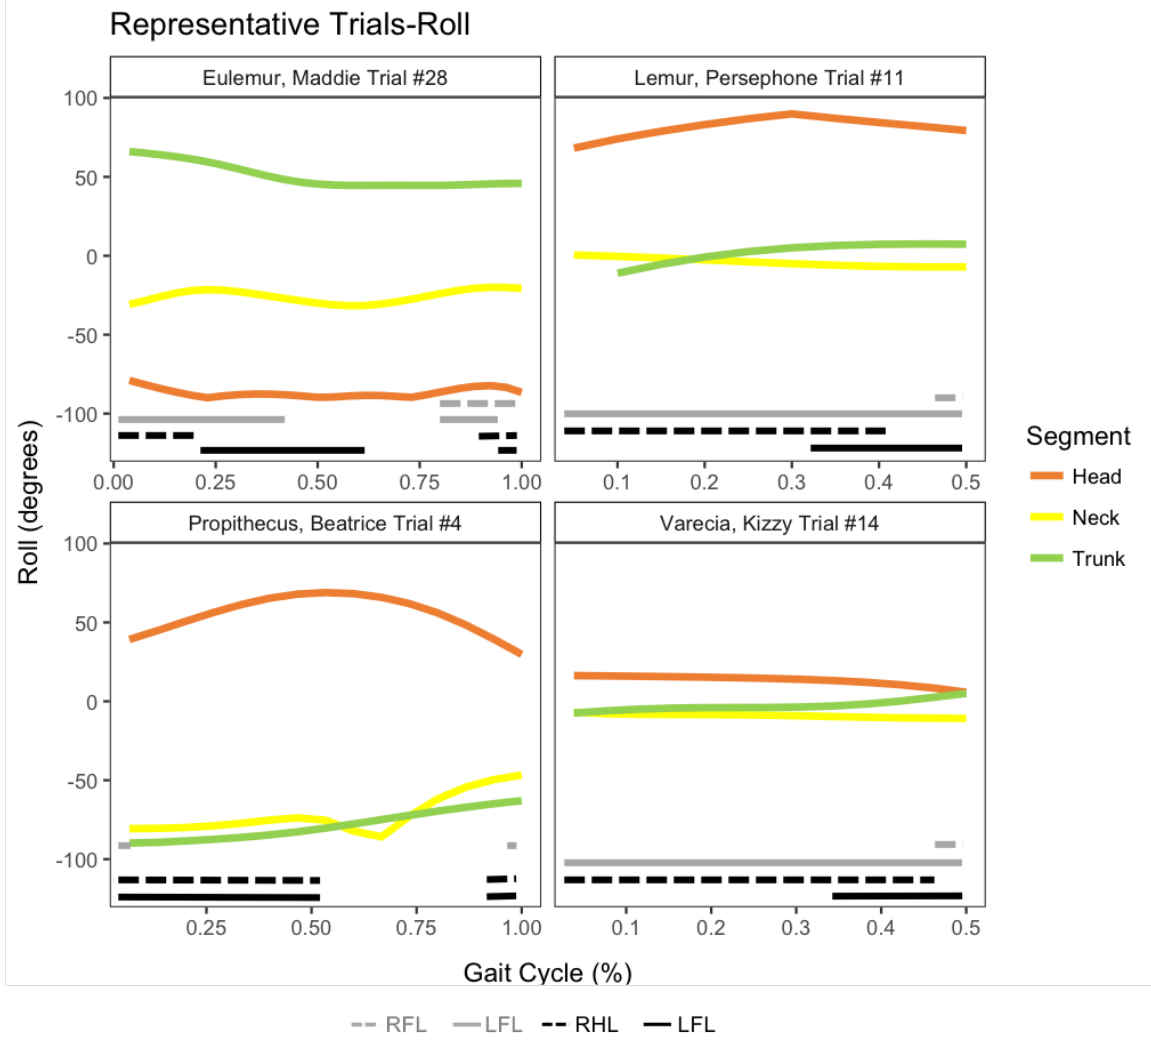 Representative Trials-Roll
Eulemur, Maddie Trial #28
Lemur, Persephone Trial #11
100
50
0
-50
-100
0.00 0.25 0.50 0.75 1.00
0.1 0.2 0.3 0.4 0.5
Propithecus, Beatrice Trial #4
Varecia, Kizzy Trial #14
100
50
0
-50
-100
0.25 0.50 0.75 1.00
0.1 0.2 0.3 0.4 0.5
Roll (degrees)
Gait Cycle (%)
Segment
Head
Neck
Trunk
RFL LFL RHL LFL